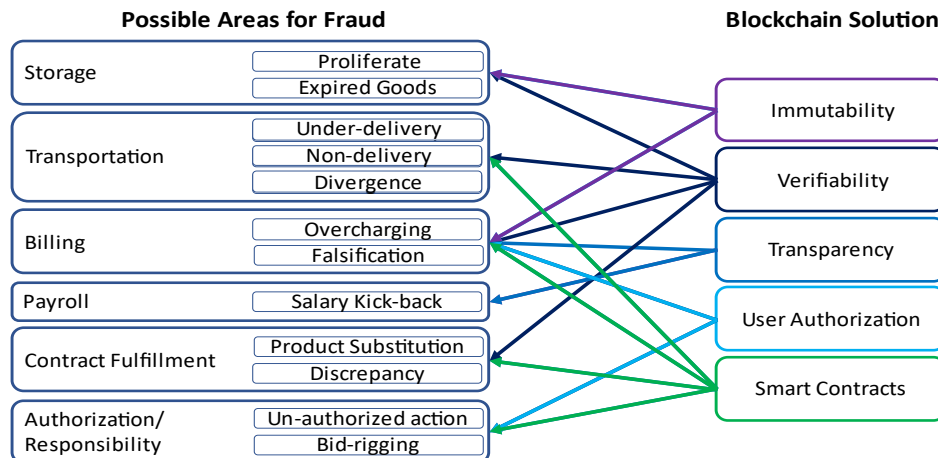 Possible Areas for Fraud
Blockchain Solution
Storage
Proliferate
Expired Goods
Transportation
Under-delivery
Non-delivery
Divergence
Billing
Overcharging
Falsification
Payroll
Salary Kick-back
Contract Fulfillment
Product Substitution
Discrepancy
Authorization/
Responsibility
Un-authorized action
Bid-rigging
Immutability
Verifiability
Transparency
User Authorization
Smart Contracts